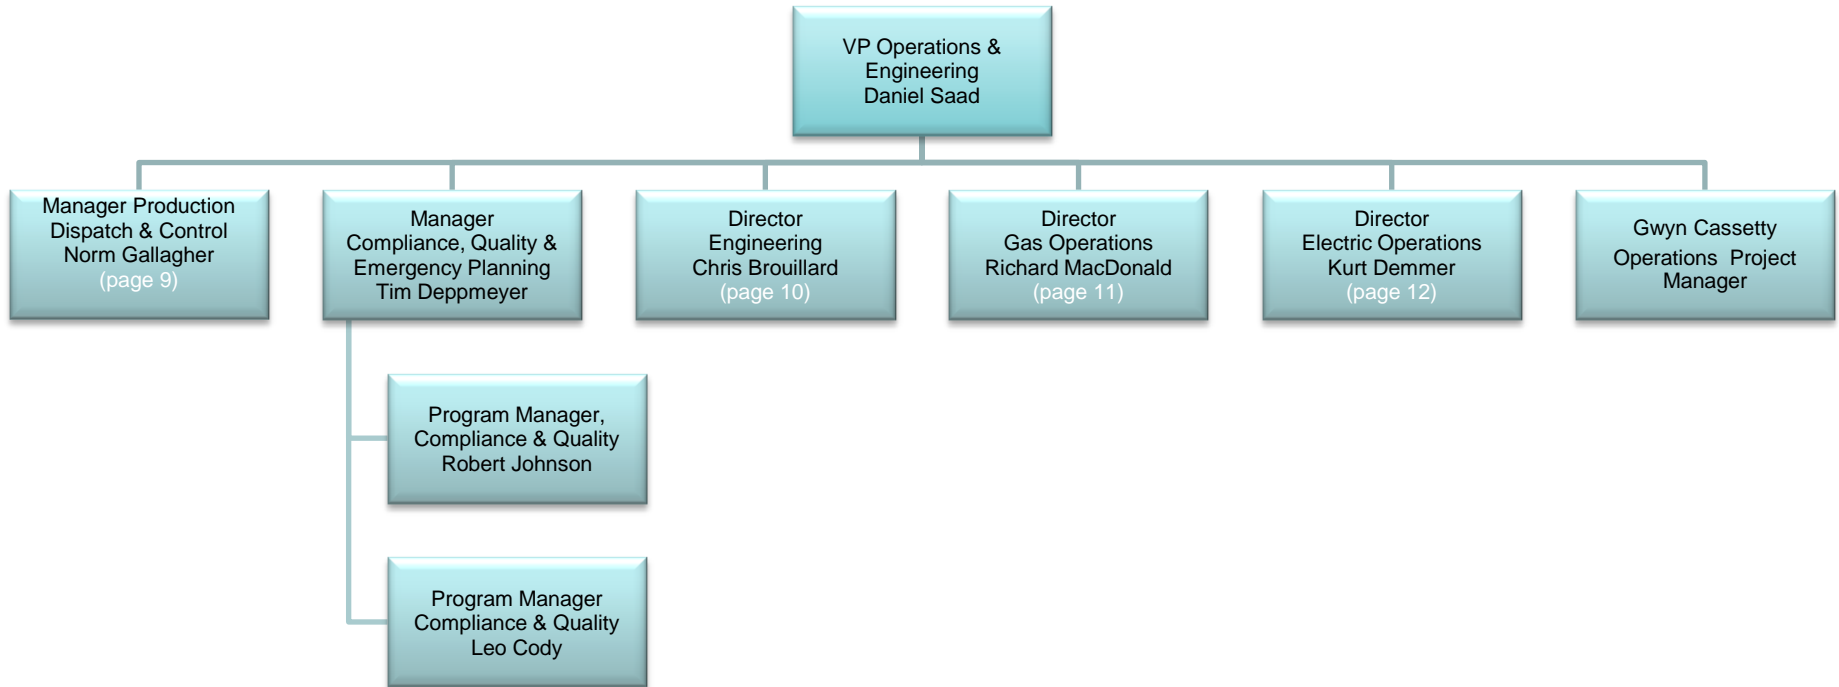 VP Operations &
Engineering
Daniel Saad
Manager Production
Dispatch & Control
Norm Gallagher
(page 9)
Manager
Compliance, Quality &
Emergency Planning
Tim Deppmeyer
Director
Engineering
Chris Brouillard
(page 10)
Director
Gas Operations
Richard MacDonald
(page 11)
Director
Electric Operations
Kurt Demmer
(page 12)
Gwyn Cassetty
Operations Project
Manager
Program Manager,
Compliance & Quality
Robert Johnson
Program Manager
Compliance & Quality
Leo Cody